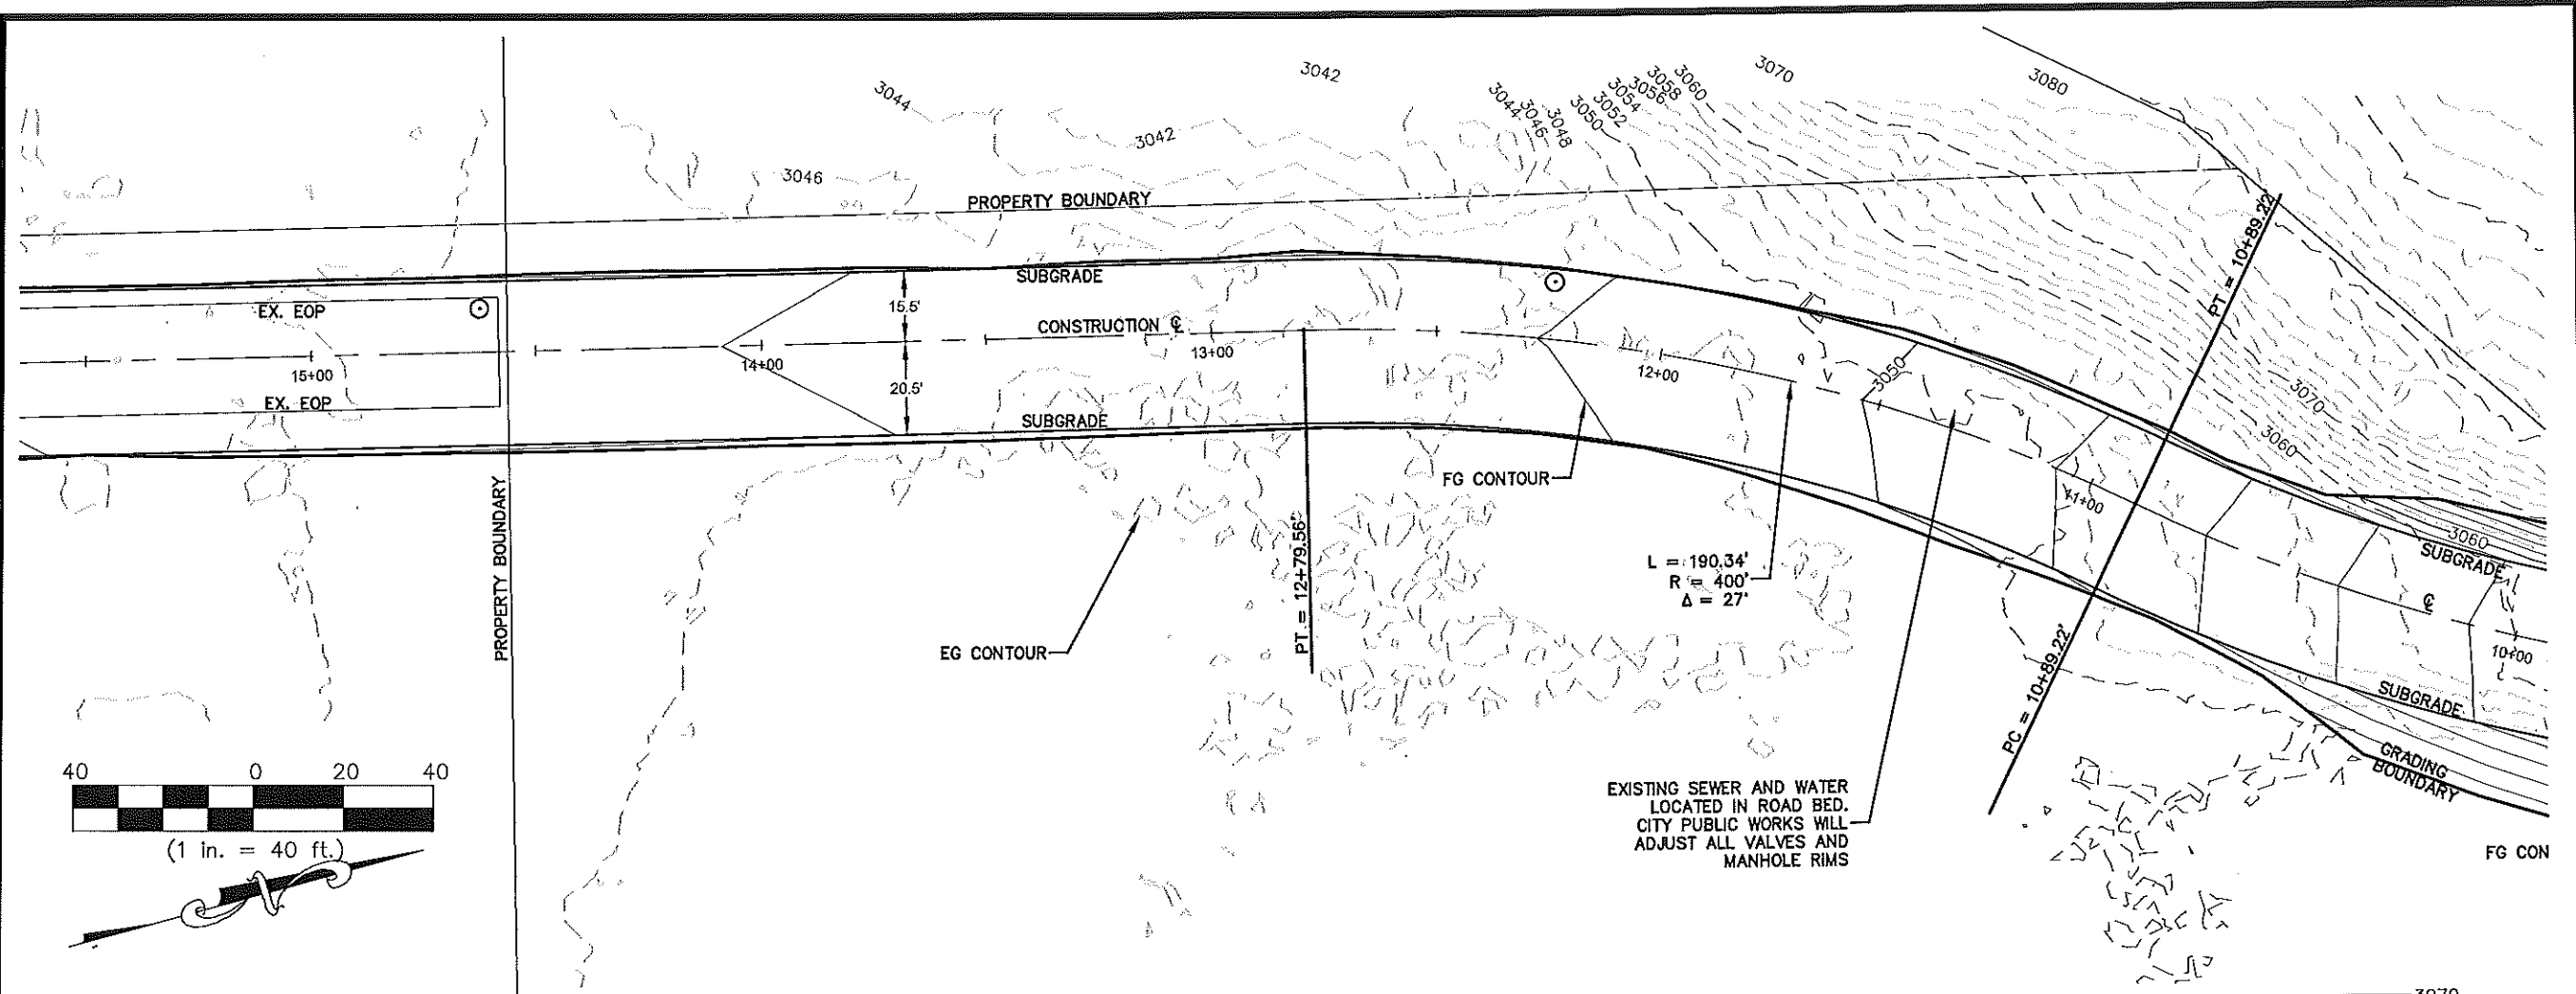 3042
3070
3080
3044
3060
3058
3056
3054
3052
3050
3044
3046
3048
3042
3046
PROPERTY BOUNDARY
PT = 10+89.22'
SUBGRADE
15.5'
EX. EOP
CONSTRUCTION ℄
13+00
14+00
15+00
12+00
20.5'
EX. EOP
SUBGRADE
3050
3070
3060
FG CONTOUR
11+00
PROPERTY BOUNDARY
PT = 12+79.56'
3060
SUBGRADE
L = 190.34'
R = 400'
Δ = 27'
℄
EG CONTOUR
10+00
PC = 10+89.22'
SUBGRADE
GRADING
BOUNDARY
40 0 20 40
(1 in. = 40 ft.)
EXISTING SEWER AND WATER
LOCATED IN ROAD BED.
CITY PUBLIC WORKS WILL
ADJUST ALL VALVES AND
MANHOLE RIMS
FG CON